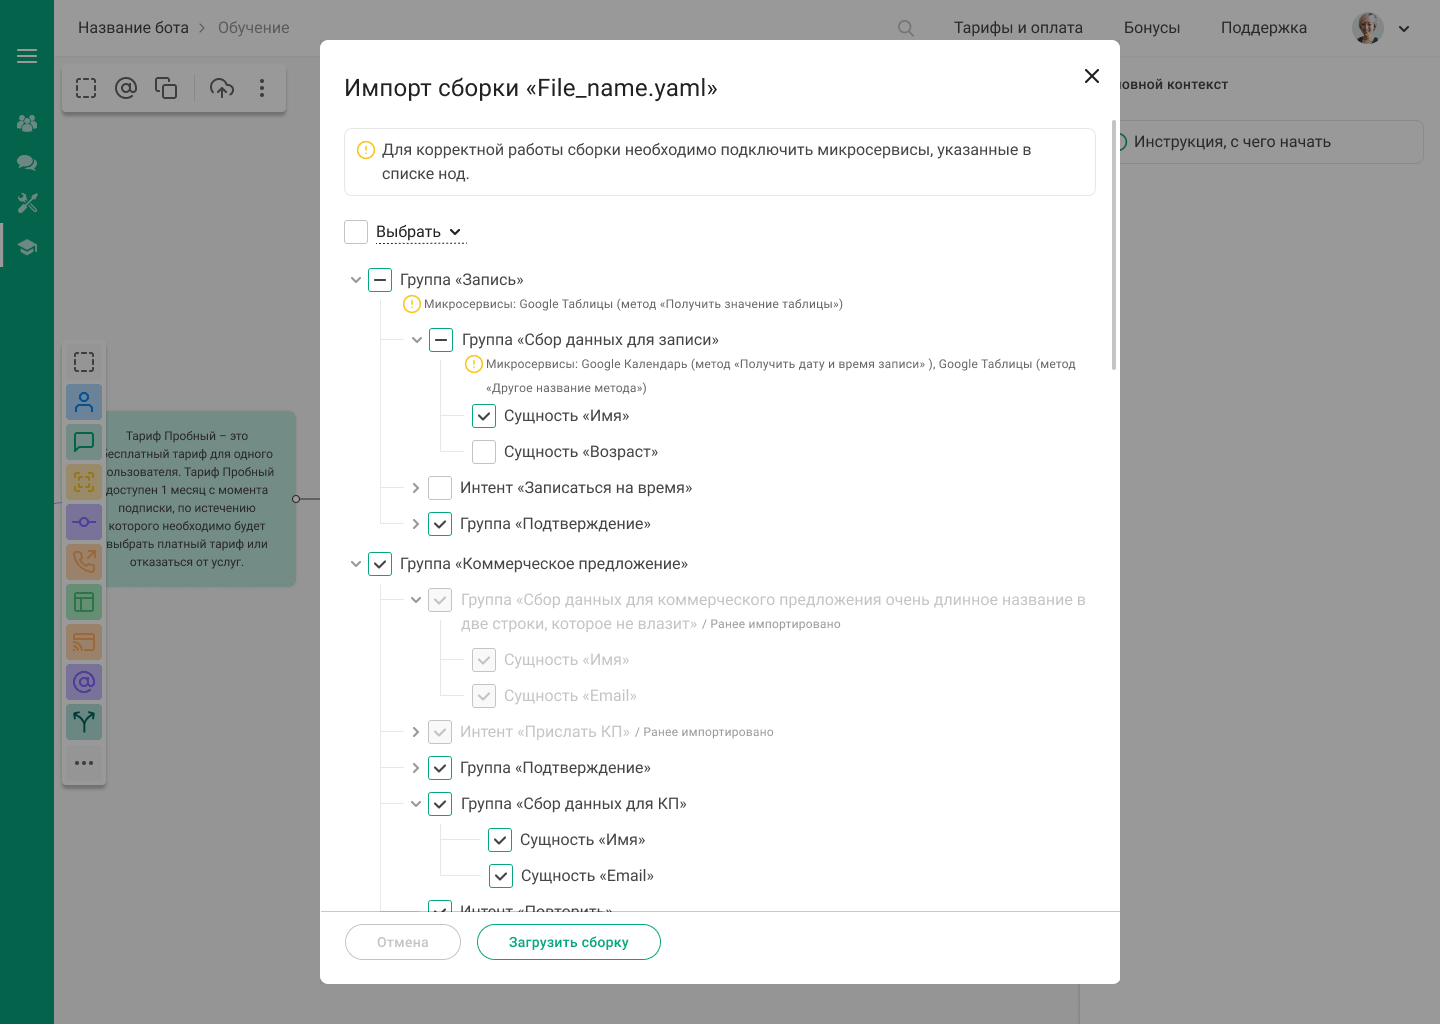 Название бота
Обучение
Тарифы и оплата
Бонусы
Поддержка
Импорт сборки «File_name.yaml»
контекст
Инструкция, с чего начать
Для корректной работы сборки необходимо подключить микросервисы, указанные в
списке нод.
Выбрать
Группа «Запись»
Микросервисы: Google Таблицы (метод «Получить значение таблицы»)
Группа «Сбор данных для записи»
Микросервисы: Google Календарь (метод «Получить дату и время записи» ), Google Таблицы (метод
«Другое название метода»)
Сущность «Имя»
Сущность «Возраст»
Интент «Записаться на время»
Группа «Подтверждение»
Тариф Пробный – это
бесплатный тариф для одного
пользователя. Тариф Пробный
доступен 1 месяц с момента
подписки, по истечению
которого необходимо будет
выбрать платный тариф или
отказаться от услуг.
Группа «Коммерческое предложение»
Группа «Сбор данных для коммерческого предложения очень длинное название в
две строки, которое не влазит» / Ранее импортировано
Сущность «Имя»
Сущность «Email»
Интент «Прислать КП» / Ранее импортировано
Группа «Подтверждение»
Группа «Сбор данных для КП»
Сущность «Имя»
Сущность «Email»
Интент «Повторить»
Отмена
Загрузить сборку